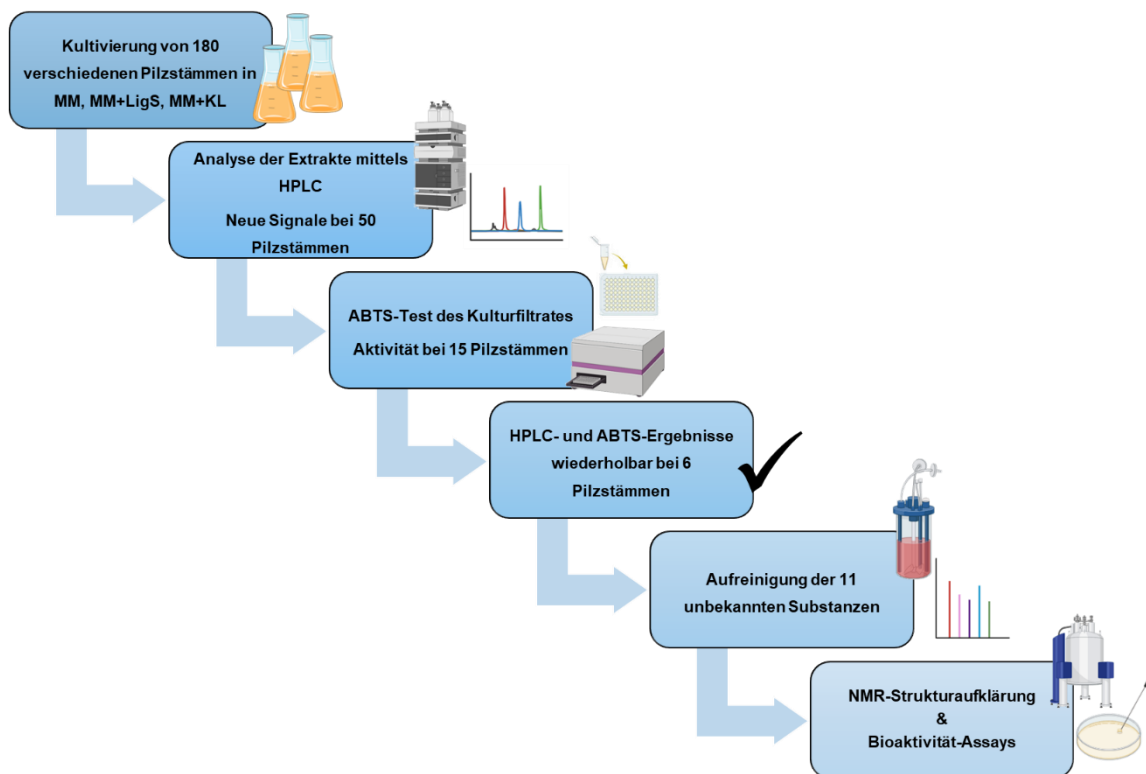 Kultivierung von 180
verschiedenen Pilzstämmen in
MM, MM+LigS, MM+KL
Analyse der Extrakte mittels
HPLC
Neue Signale bei 50
Pilzstämmen
ABTS-Test des Kulturfiltrates
Aktivität bei 15 Pilzstämmen
HPLC- und ABTS-Ergebnisse
wiederholbar bei 6
Pilzstämmen
Aufreinigung der 11
unbekannten Substanzen
NMR-Strukturaufklärung
&
Bioaktivität-Assays